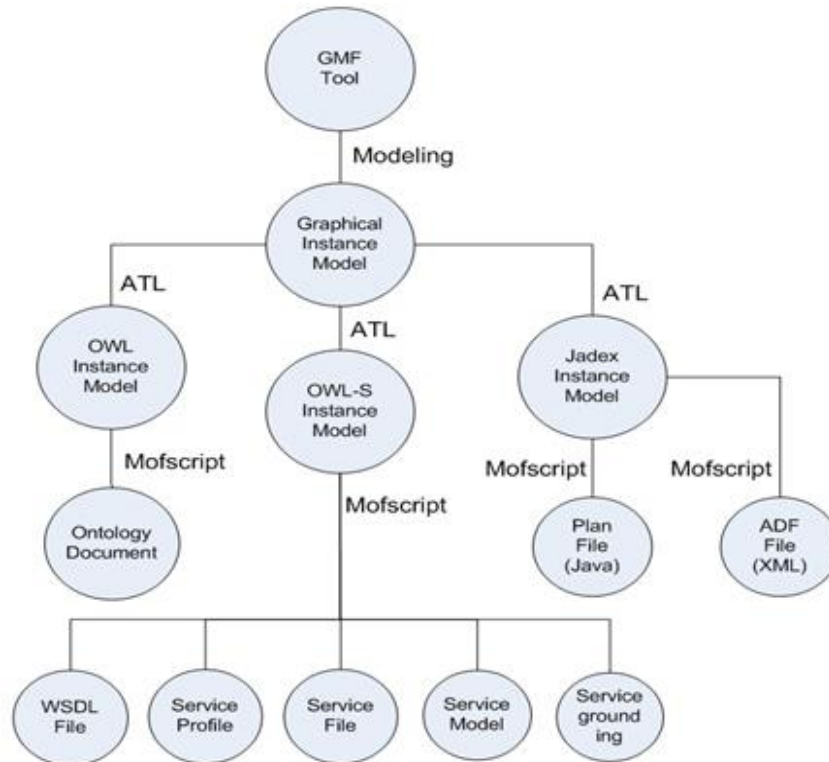 GMF
Tool
Modeling
Graphical
Instance
Model
ATL
ATL
ATL
OWL
Instance
Model
OWL-S
Instance
Model
Jadex
Instance
Model
Mofscript
Mofscript
Mofscript
Mofscript
Ontology
Document
Plan
File
(Java)
ADF
File
(XML)
WSDL
File
Service
Profile
Service
File
Service
Model
Service
ground
ing